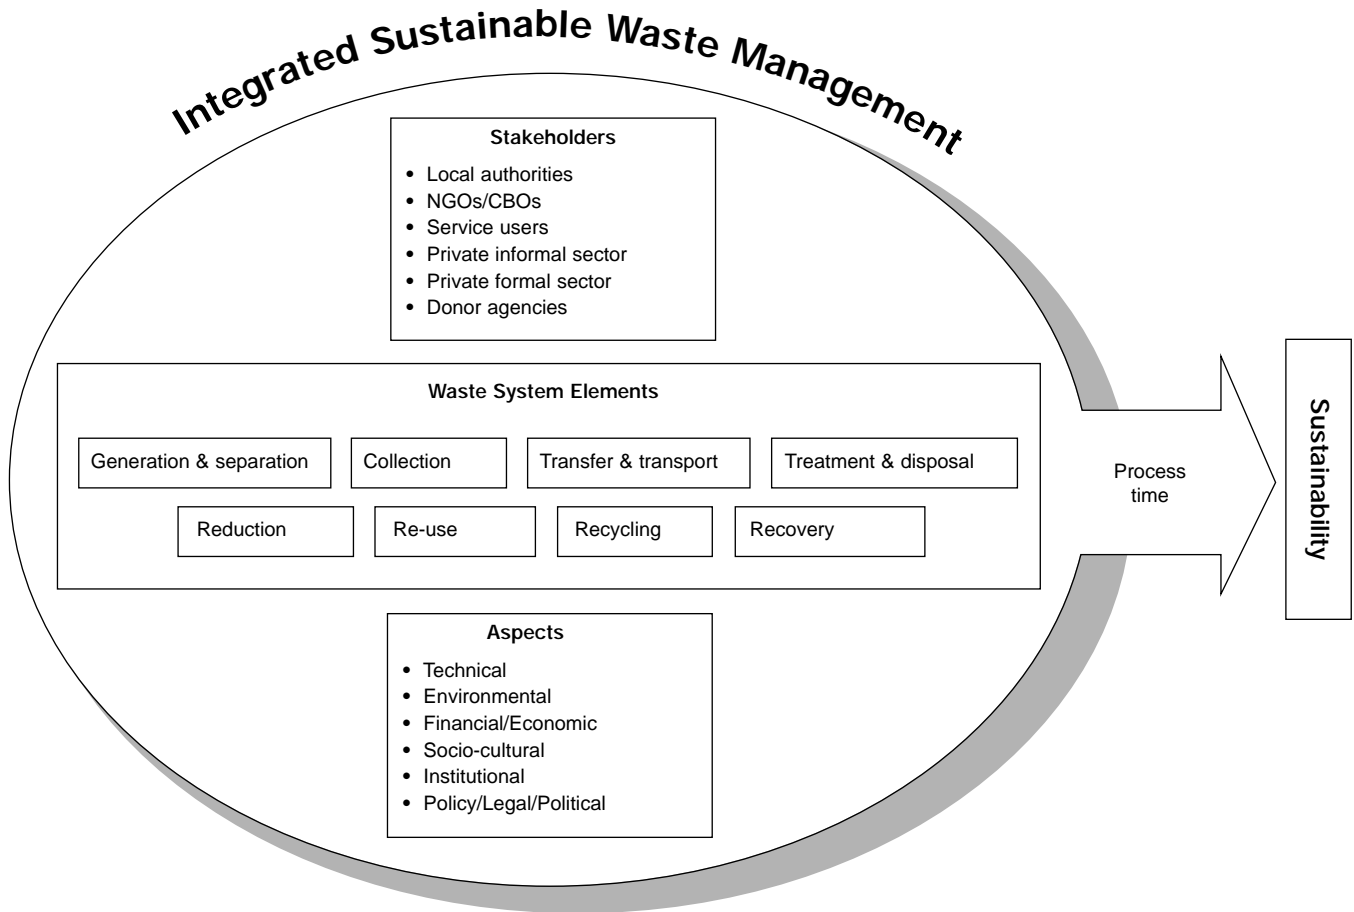 Integrated Sustainable Waste Management
Stakeholders
• Local authorities
• NGOs/CBOs
• Service users
• Private informal sector
• Private formal sector
• Donor agencies
Waste System Elements
Generation & separation
Collection
Transfer & transport
Treatment & disposal
Reduction
Re-use
Recycling
Recovery
Aspects
• Technical
• Environmental
• Financial/Economic
• Socio-cultural
• Institutional
• Policy/Legal/Political
Process
time
Sustainability